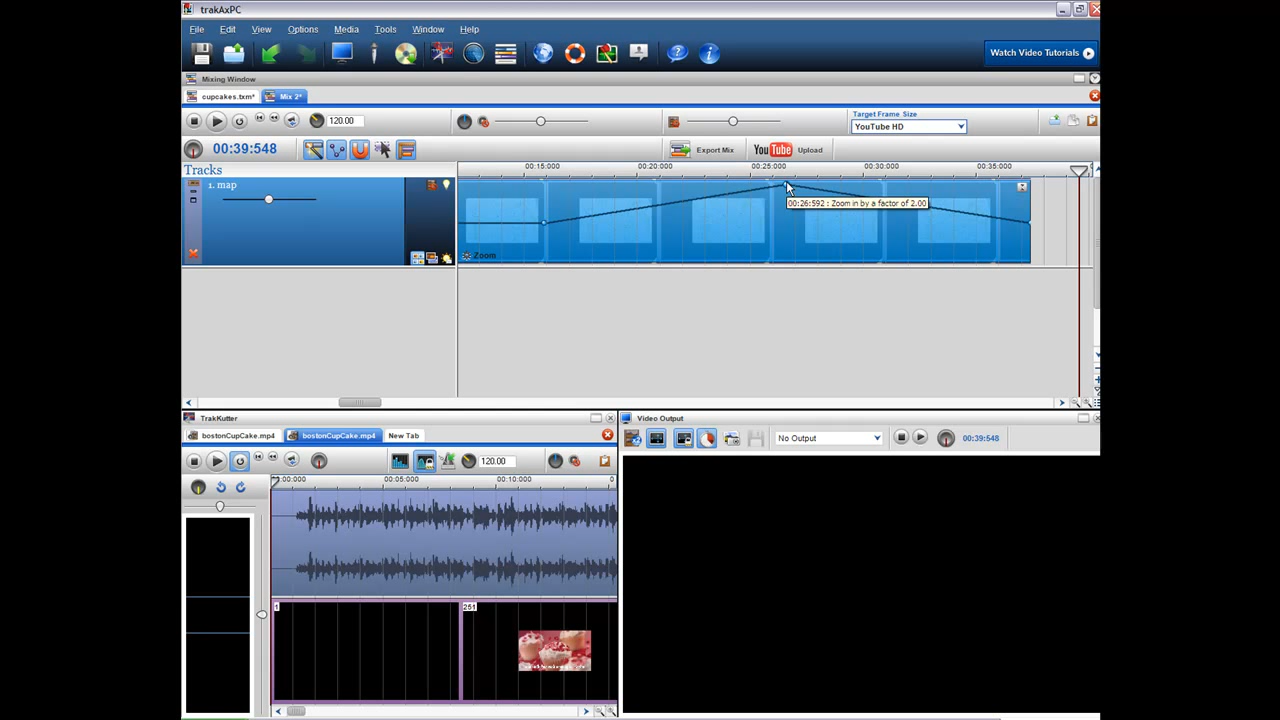 trakAxPC
File Edit View Options Media Tools Window Help
Watch Video Tutorials
Mixing Window
cupcakes.txm* Mix 2*
120.00
Target Frame Size
YouTube HD
00:39:548
Export Mix
YouTube Upload
Tracks
00:15:000 00:20:000 00:25:000 00:30:000 00:35:000
1. map
00:26:592 : Zoom in by a factor of 2.00
Zoom
TrakKutter
bostonCupCake.mp4 bostonCupCake.mp4 New Tab
120.00
00:000 00:05:000 00:10:000 0
1
251
Video Output
No Output
00:39:548